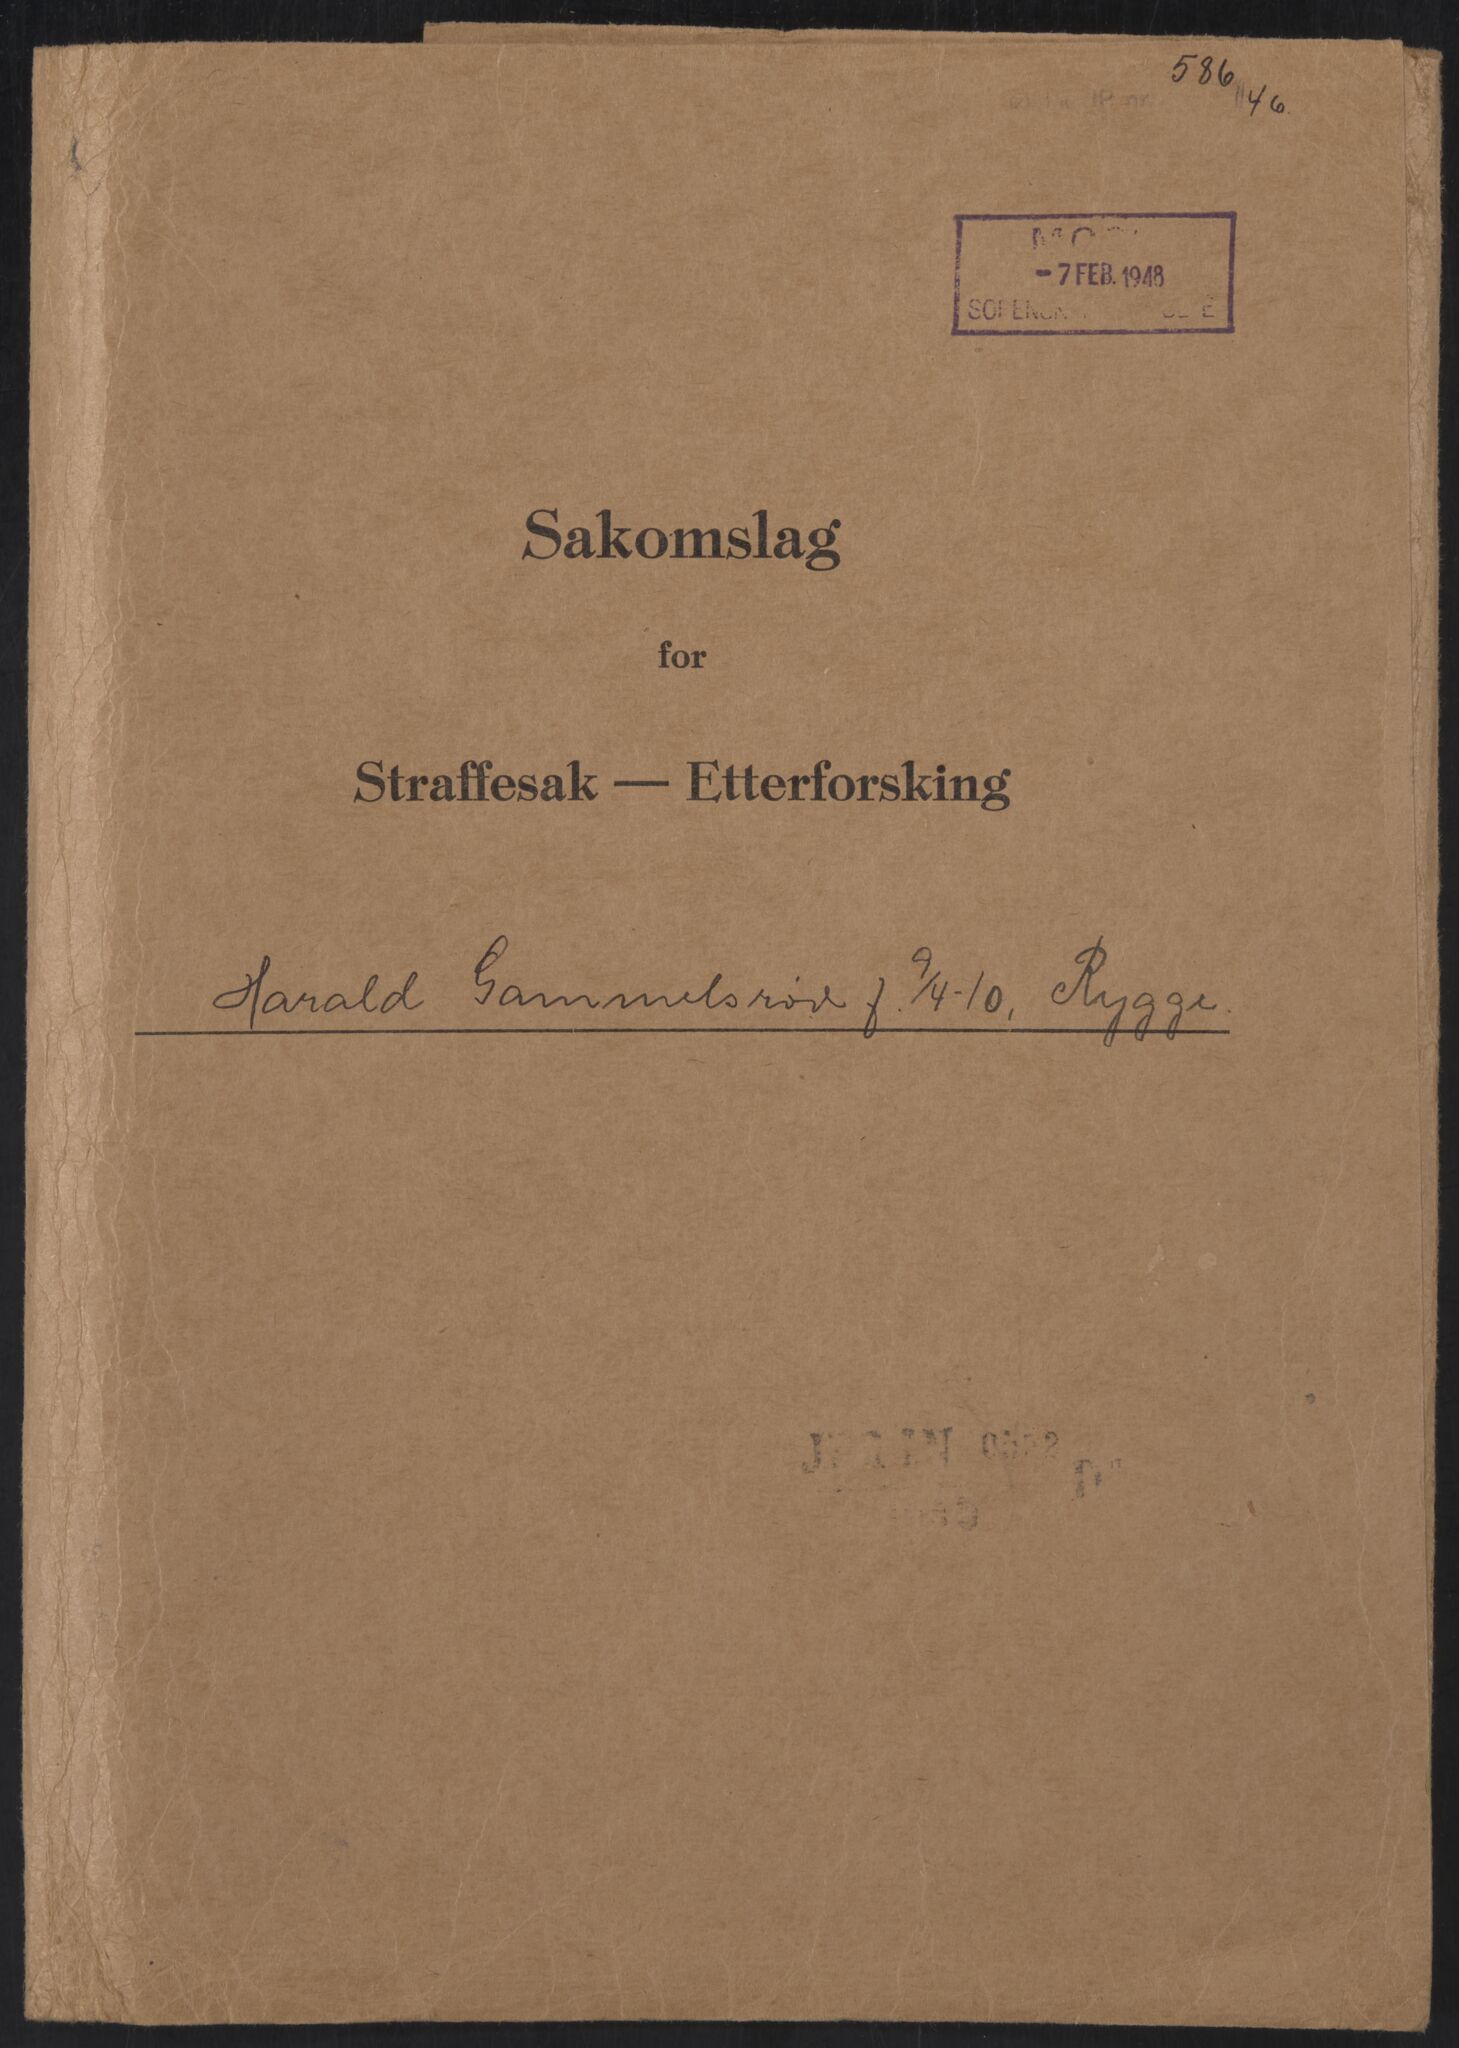 586/46
- 7 FEB. 1948
Sakomslag
for
Straffesak — Etterforsking
Harald Gammelsröd f. 9/4-10, Rygge.